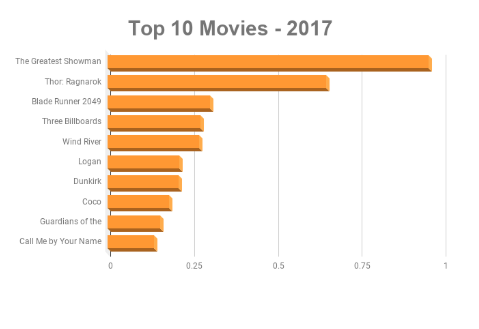 Top 10 Movies - 2017
The Greatest Showman
Thor: Ragnarok
Blade Runner 2049
Three Billboards
Wind River
Logan
Dunkirk
Coco
Guardians of the
Call Me by Your Name
0 0.25 0.5 0.75 1